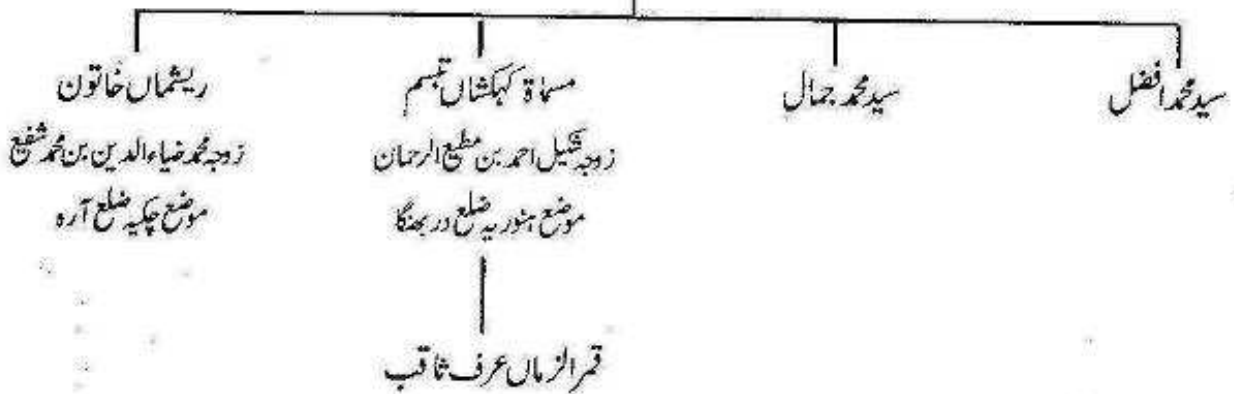 سید محمد افضل
سید محمد جمال
مسماۃ کہکشاں تبسم
زوجہ شکیل احمد بن مطیع الرحمان
موضع ہنوریہ ضلع دربھنگا
قمر الزماں عرف ثاقب
ریشماں خاتون
زوجہ محمد ضیاء الدین بن محمد شفیع
موضع چکیہ ضلع آرہ